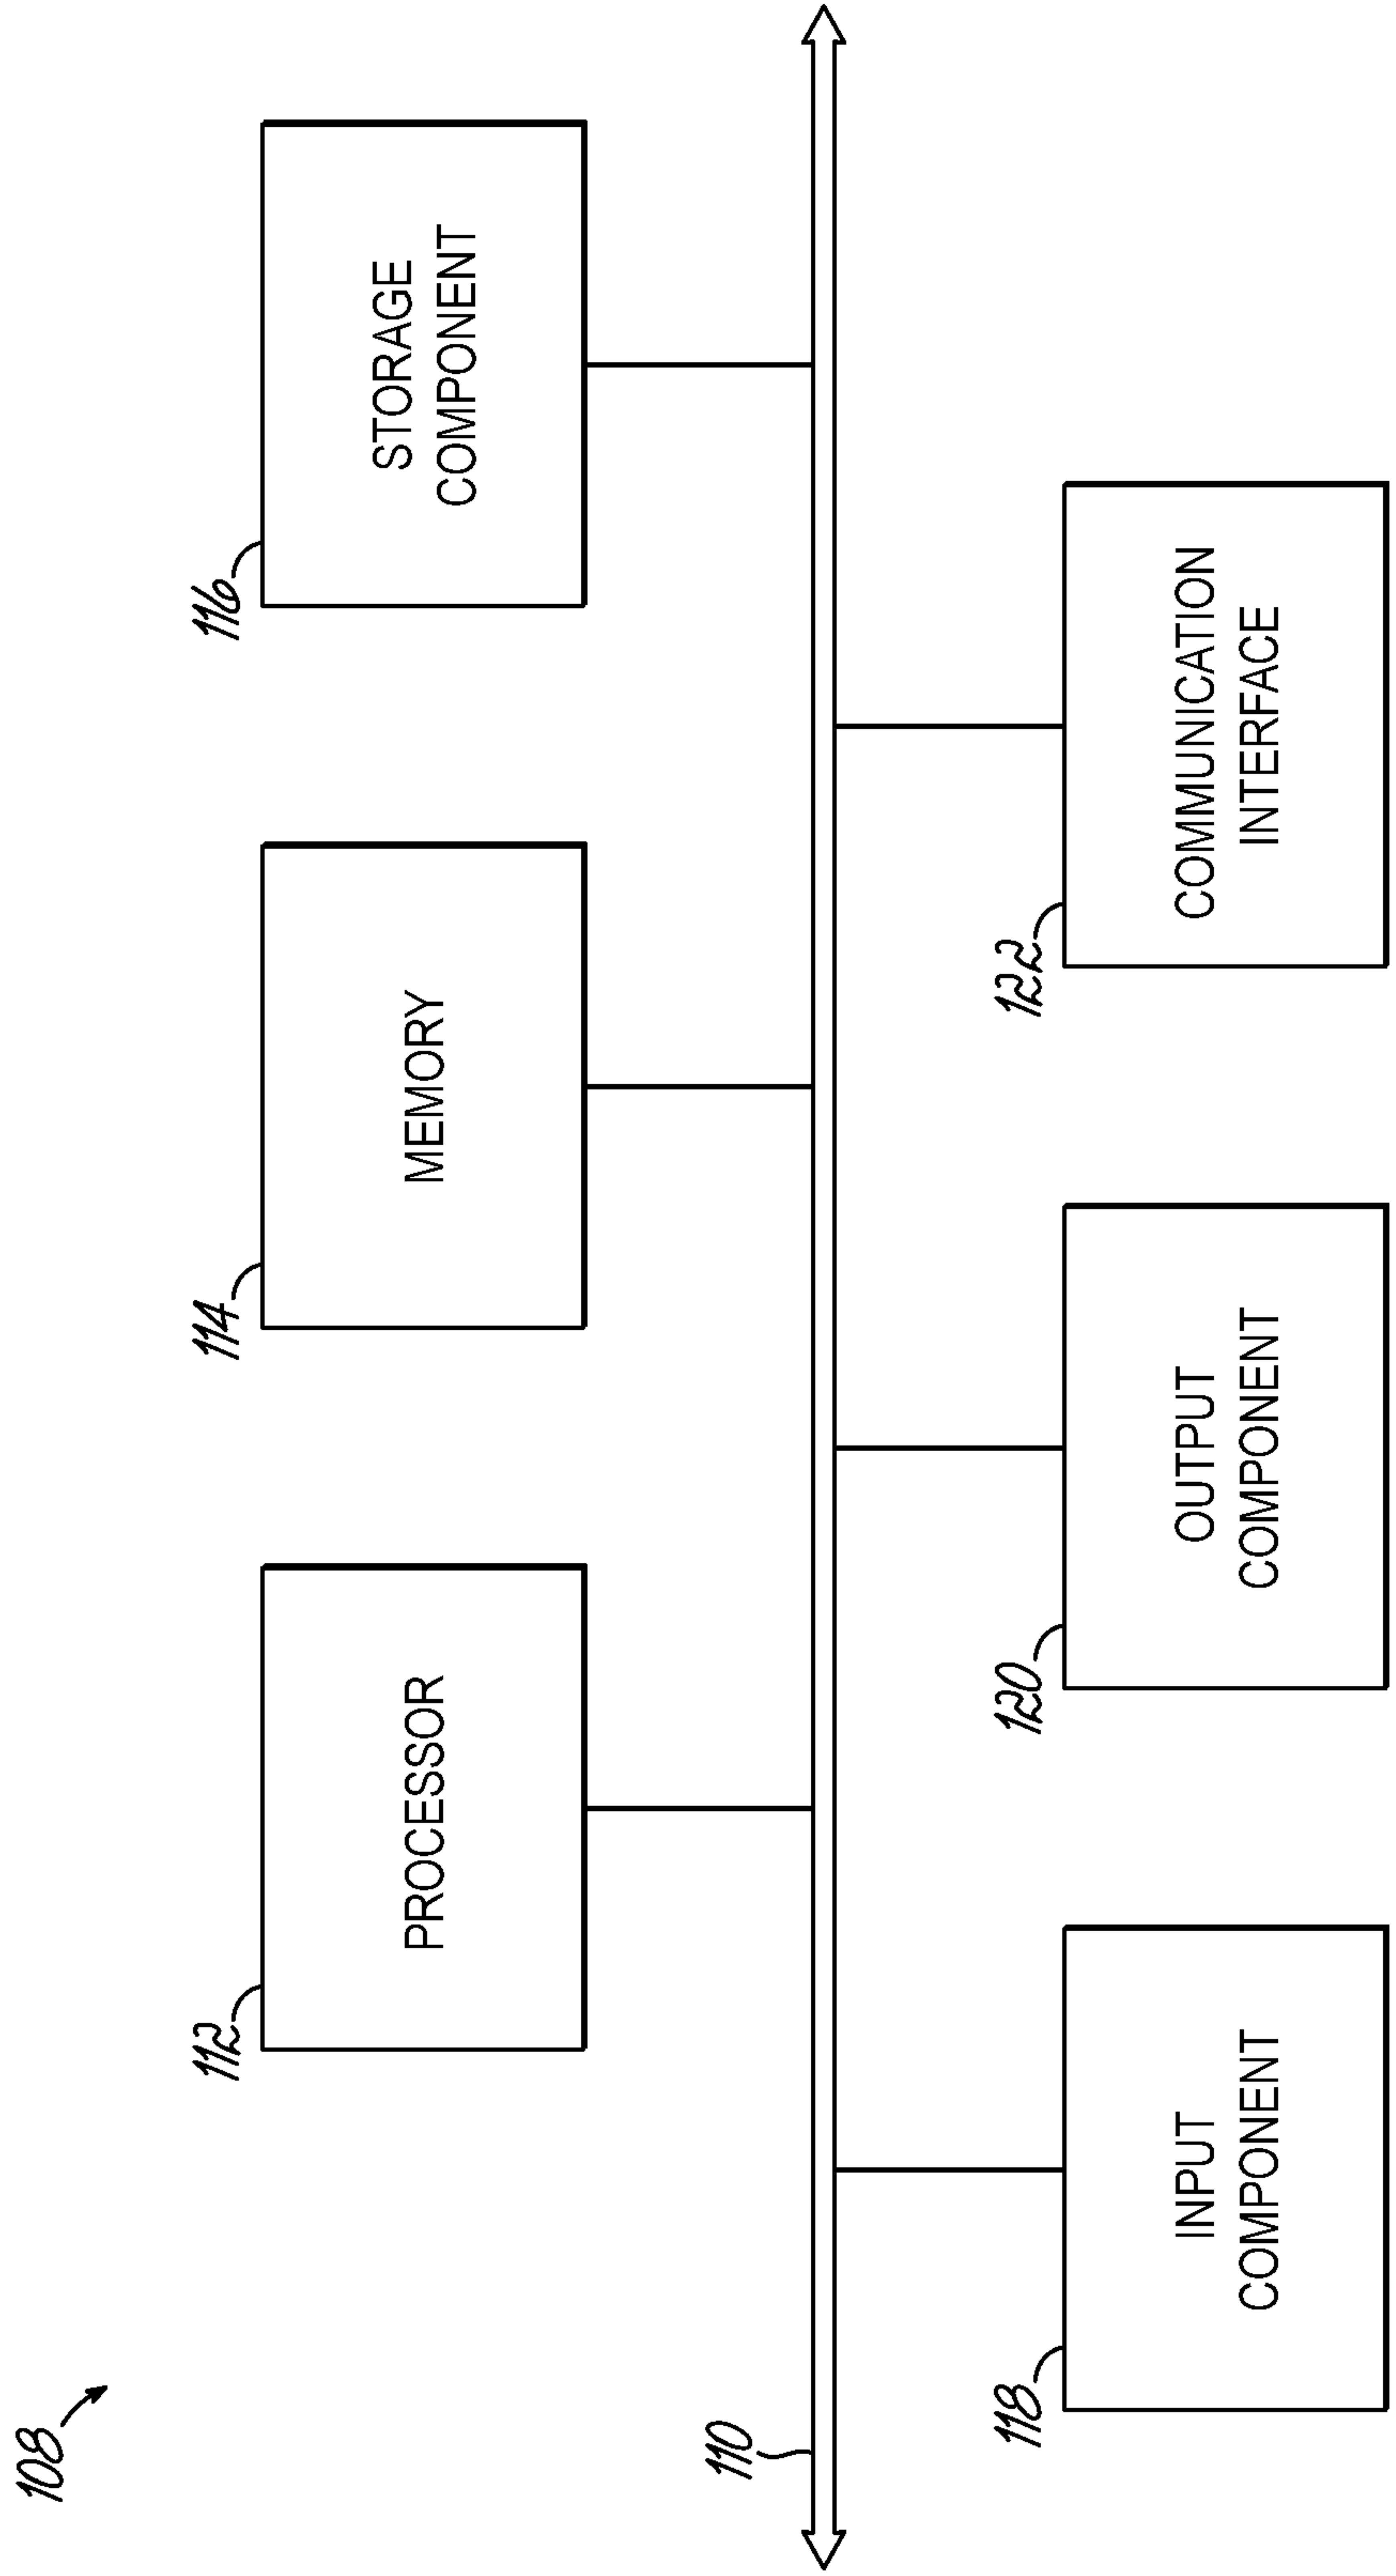 108
112
PROCESSOR
114
MEMORY
116
STORAGE
COMPONENT
110
118
INPUT
COMPONENT
120
OUTPUT
COMPONENT
122
COMMUNICATION
INTERFACE